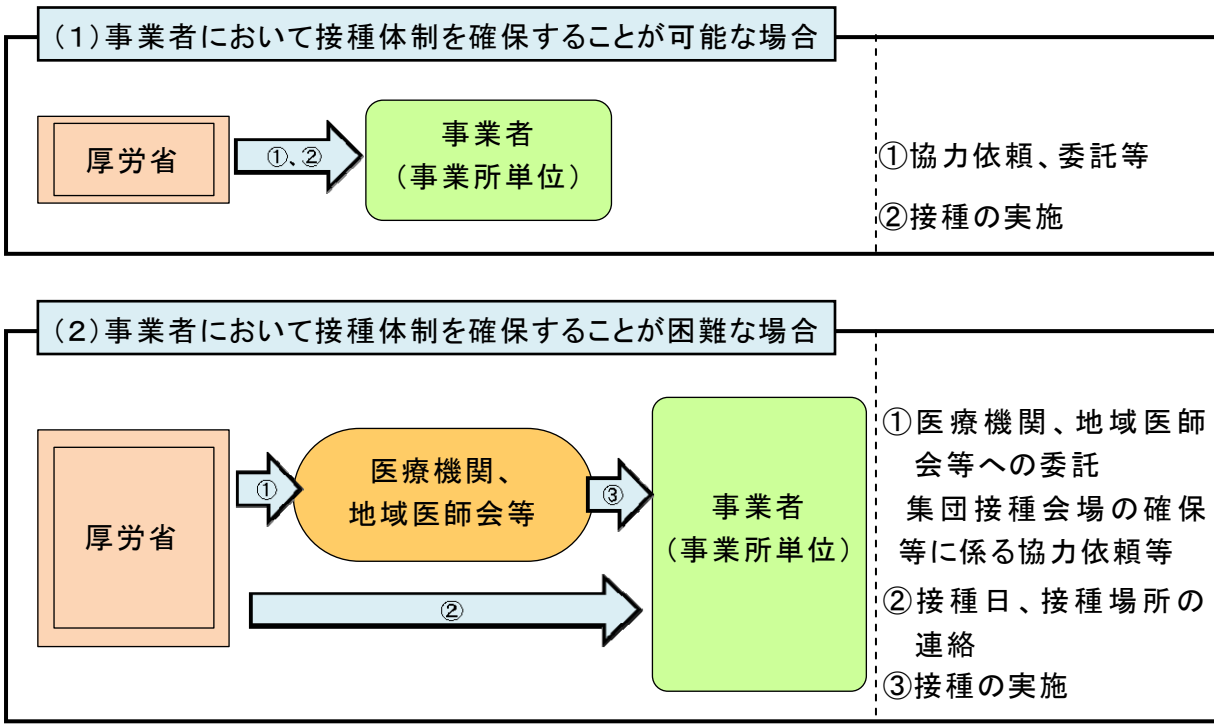 (1)事業者において接種体制を確保することが可能な場合
厚労省
①、②
事業者
(事業所単位)
①協力依頼、委託等
②接種の実施
(2)事業者において接種体制を確保することが困難な場合
厚労省
①
医療機関、
地域医師会等
③
②
事業者
(事業所単位)
①医療機関、地域医師
会等への委託
集団接種会場の確保
等に係る協力依頼等
②接種日、接種場所の
連絡
③接種の実施